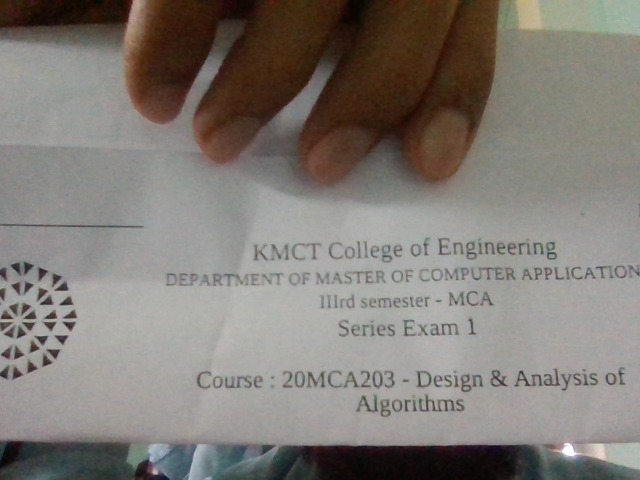 KMCT College of Engineering
DEPARTMENT OF MASTER OF COMPUTER APPLICATION
IIIrd semester - MCA
Series Exam 1
Course : 20MCA203 - Design & Analysis of
Algorithms